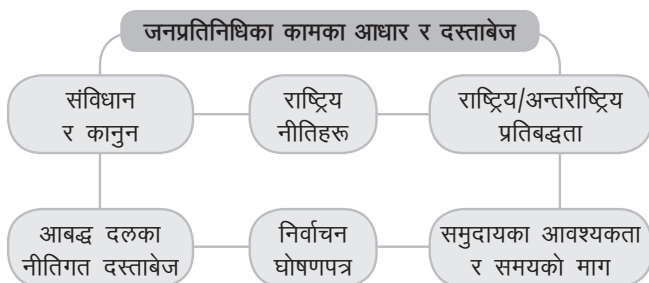 जनप्रतिनिधिका कामका आधार र दस्ताबेज
संविधान
र कानुन
राष्ट्रिय
नीतिहरू
राष्ट्रिय/अन्तर्राष्ट्रिय
प्रतिबद्धता
आबद्ध दलका
नीतिगत दस्ताबेज
निर्वाचन
घोषणपत्र
समुदायका आवश्यकता
र समयको माग